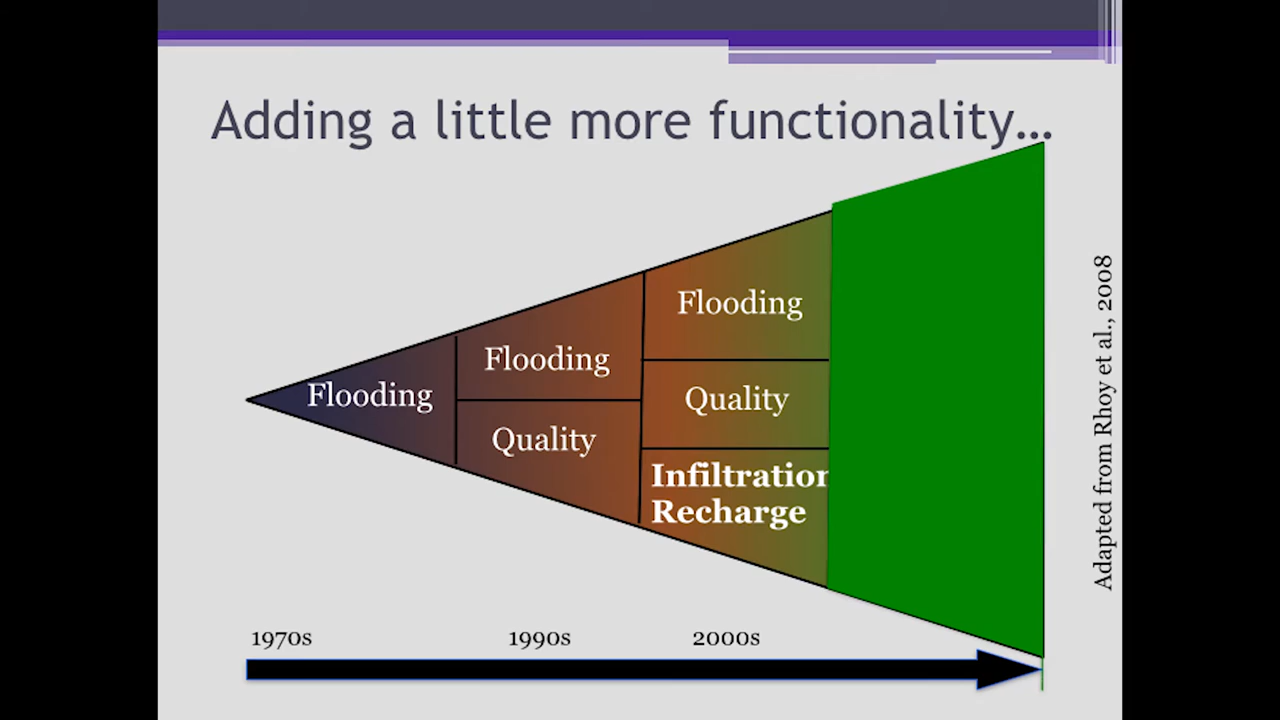 Adding a little more functionality…
Flooding
Flooding
Quality
Flooding
Quality
Infiltration
Recharge
1970s
1990s
2000s
Adapted from Rhoy et al., 2008